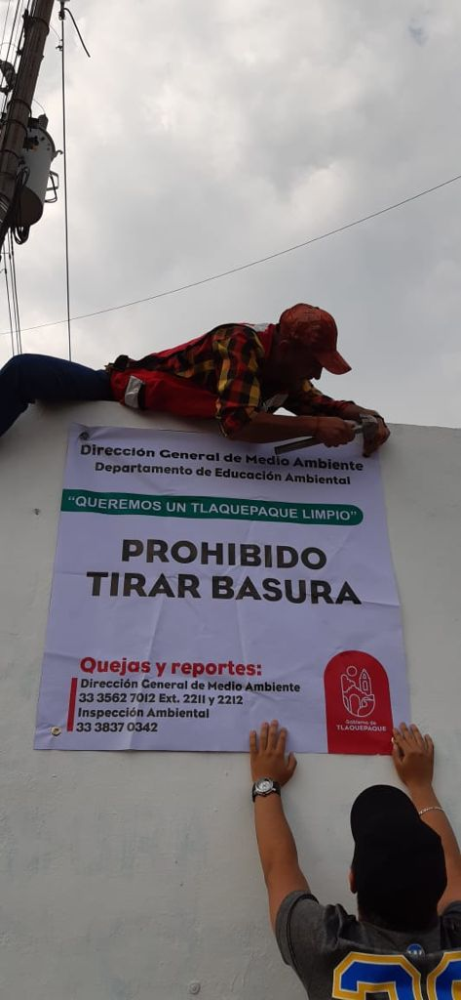 Dirección General de Medio Ambiente
Departamento de Educación Ambiental
“QUEREMOS UN TLAQUEPAQUE LIMPIO”
PROHIBIDO
TIRAR BASURA
Quejas y reportes:
Dirección General de Medio Ambiente
33 3562 7012 Ext. 2211 y 2212
Inspección Ambiental
33 3837 0342
Gobierno de
TLAQUEPAQUE